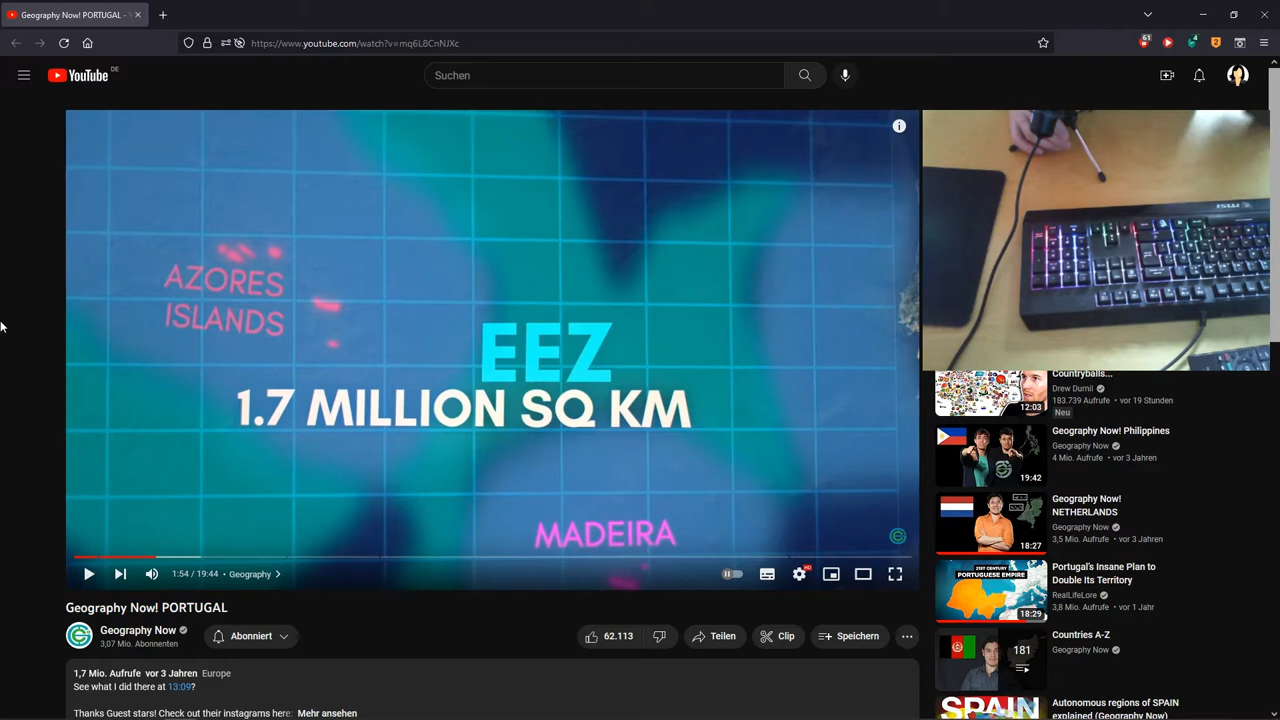 Geography Now! PORTUGAL - Y
https://www.youtube.com/watch?v=mq6L8CnNJXc
61
4
2
YouTube DE
Suchen
AZORES
ISLANDS
EEZ
1.7 MILLION SQ KM
MADEIRA
1:54 / 19:44 • Geography
HD
Geography Now! PORTUGAL
Geography Now
3,07 Mio. Abonnenten
Abonniert
62.113
Teilen
Clip
Speichern
1,7 Mio. Aufrufe vor 3 Jahren Europe
See what I did there at 13:09?
Thanks Guest stars! Check out their instagrams here:
Mehr ansehen
msi
Countryballs...
Drew Durnil
183.739 Aufrufe • vor 19 Stunden
Neu
12:03
Geography Now! Philippines
Geography Now
4 Mio. Aufrufe • vor 3 Jahren
19:42
Geography Now!
NETHERLANDS
Geography Now
3,5 Mio. Aufrufe • vor 3 Jahren
18:27
Portugal's Insane Plan to
Double Its Territory
RealLifeLore
3,8 Mio. Aufrufe • vor 1 Jahr
21ST CENTURY
PORTUGUESE EMPIRE
18:29
Countries A-Z
Geography Now
181
Autonomous regions of SPAIN
explained (Geography Now)
SPAIN